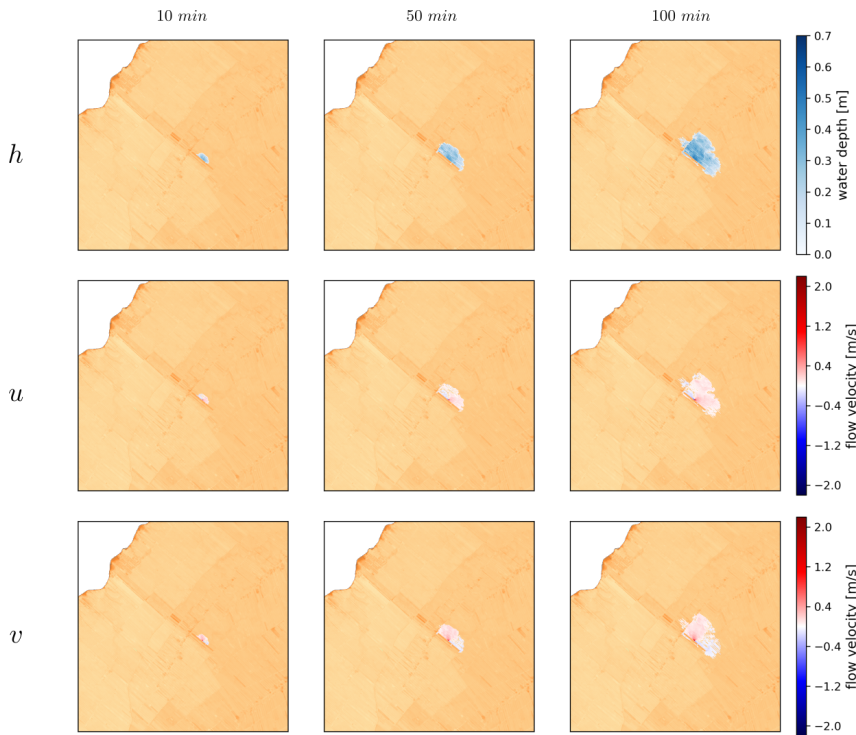 10 min 50 min 100 min
h
0.7
0.6
0.5
0.4
0.3
0.2
0.1
0.0
water depth [m]
u
2.0
1.2
0.4
−0.4
−1.2
−2.0
flow velocity [m/s]
v
2.0
1.2
0.4
−0.4
−1.2
−2.0
flow velocity [m/s]